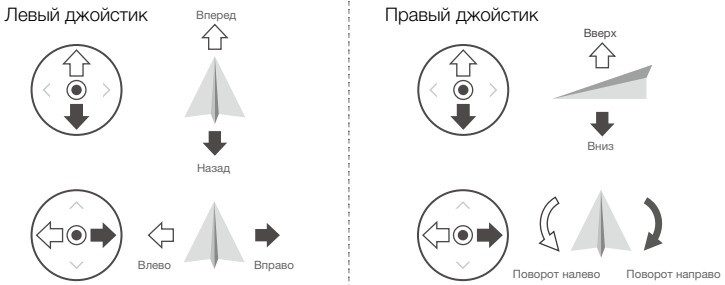 Левый джойстик
Вперед
Назад
Влево
Вправо
Правый джойстик
Вверх
Вниз
Поворот налево
Поворот направо